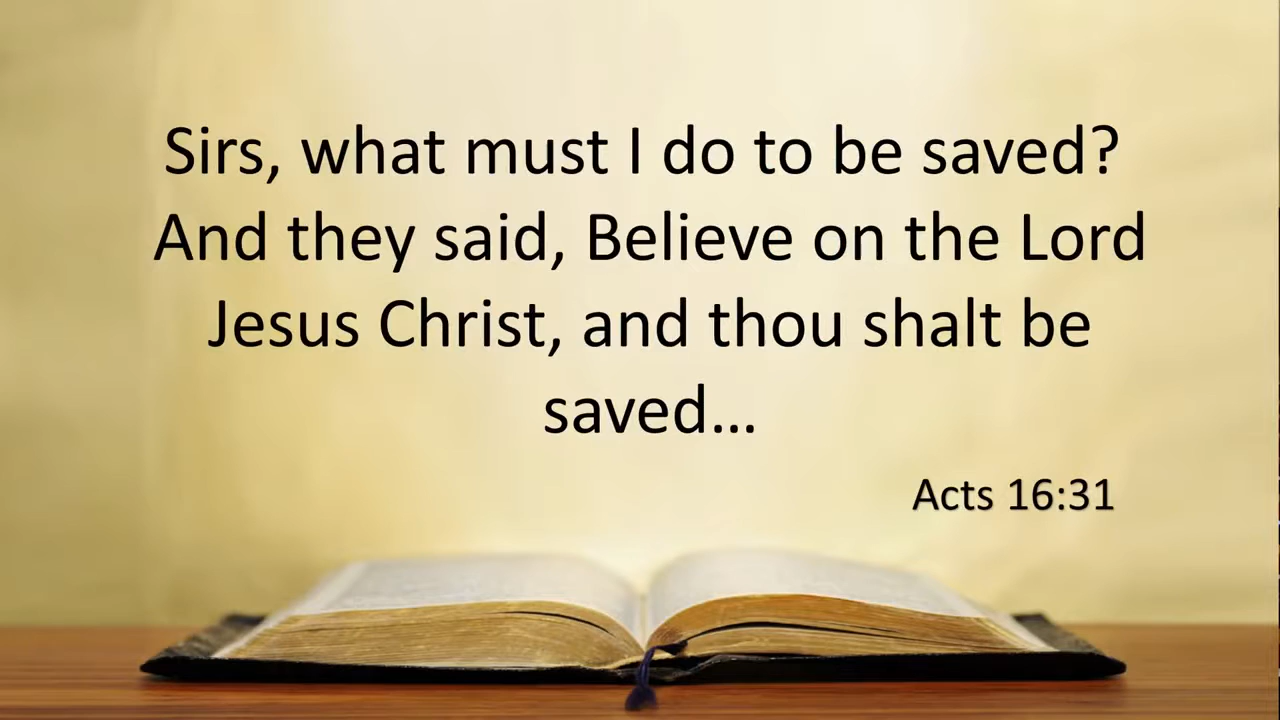 Sirs, what must I do to be saved?
And they said, Believe on the Lord
Jesus Christ, and thou shalt be
saved...
Acts 16:31